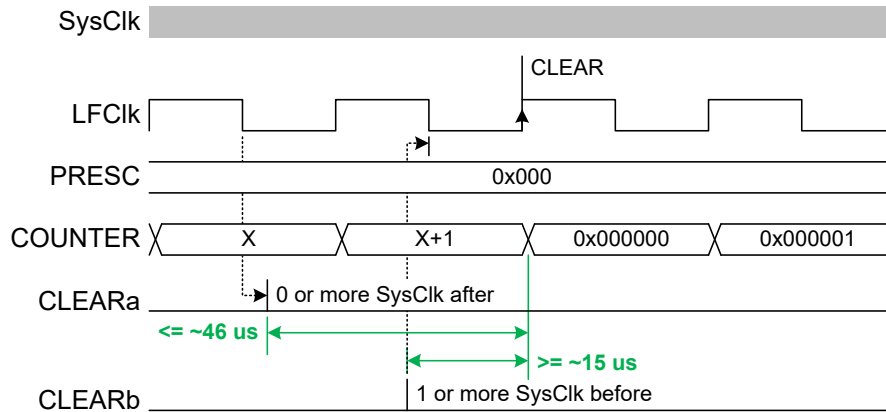 SysClk
CLEAR
LFClk
PRESC
0x000
COUNTER
X
X+1
0x000000
0x000001
CLEARa
0 or more SysClk after
<= ~46 us
>= ~15 us
CLEARb
1 or more SysClk before